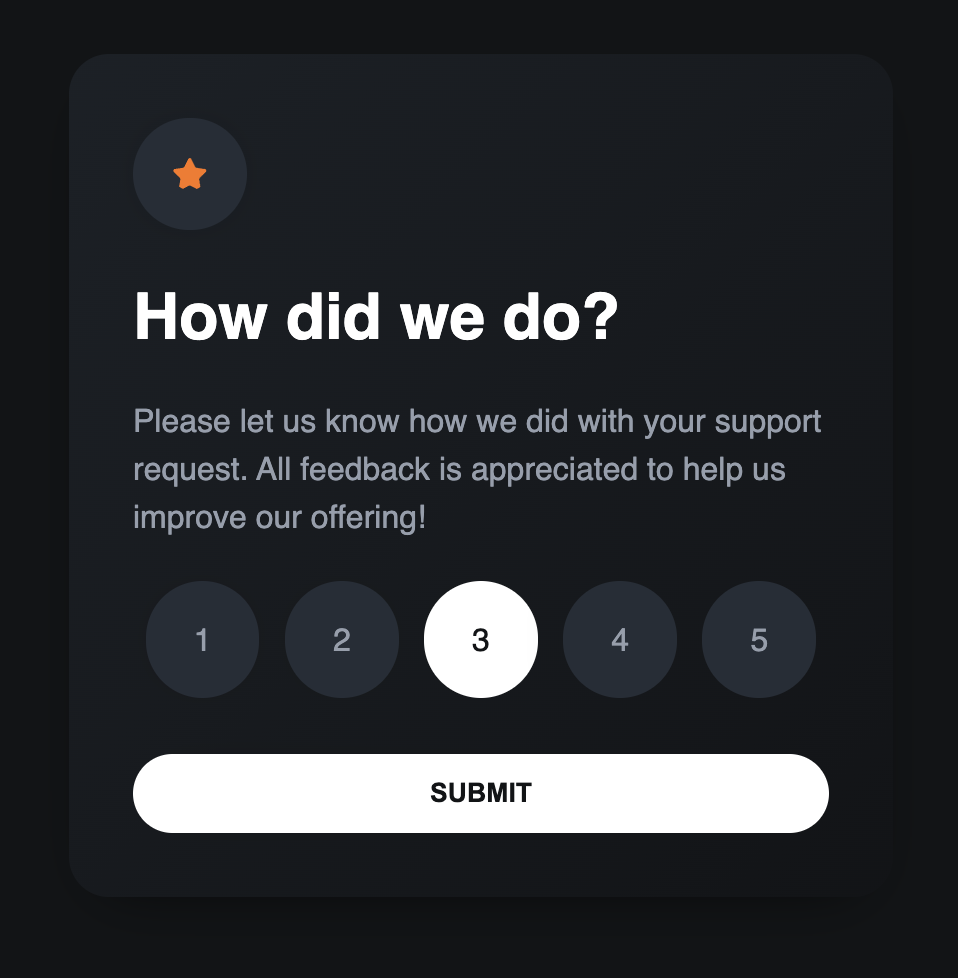 How did we do?
Please let us know how we did with your support
request. All feedback is appreciated to help us
improve our offering!
1 2 3 4 5
SUBMIT